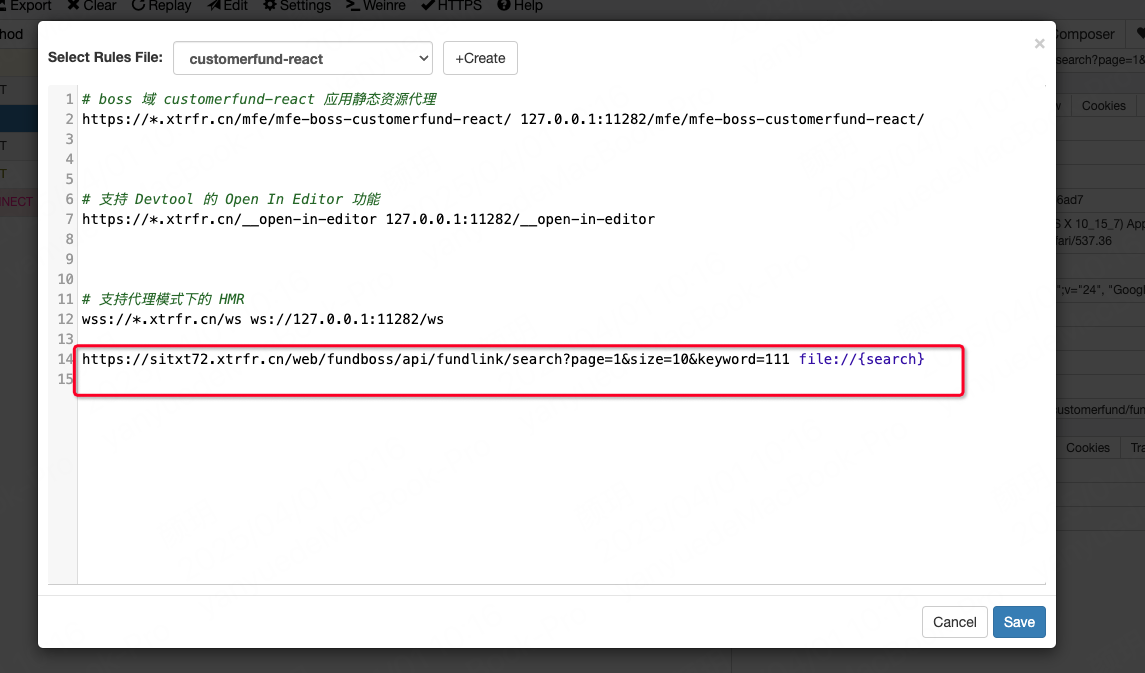 Export Clear Replay Edit Settings Weinre HTTPS Help
hod
Composer
Select Rules File: customerfund-react +Create ×
search?page=1&
Cookies
1 # boss 域 customerfund-react 应用静态资源代理
2 https://*.xtrfr.cn/mfe/mfe-boss-customerfund-react/ 127.0.0.1:11282/mfe/mfe-boss-customerfund-react/
3
4
5
6 # 支持 Devtool 的 Open In Editor 功能
7 https://*.xtrfr.cn/__open-in-editor 127.0.0.1:11282/__open-in-editor
8
9
10
11 # 支持代理模式下的 HMR
12 wss://*.xtrfr.cn/ws ws://127.0.0.1:11282/ws
13
14 https://sitxt72.xtrfr.cn/web/fundboss/api/fundlink/search?page=1&size=10&keyword=111 file://{search}
15
NNECT
6ad7
S X 10_15_7) App
fari/537.36
";v="24", "Googl
customerfund/fun
Cookies Tra
Cancel Save